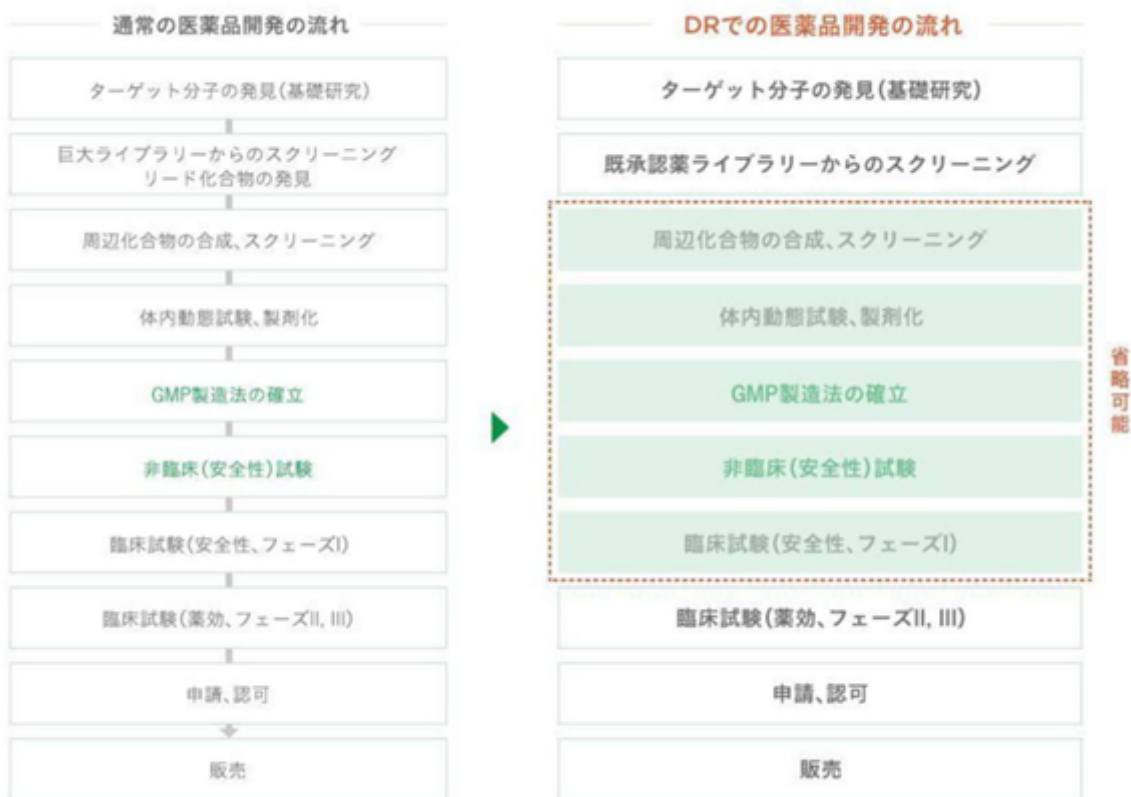 通常の医薬品開発の流れ
ターゲット分子の発見(基礎研究)
巨大ライブラリーからのスクリーニング
リード化合物の発見
周辺化合物の合成、スクリーニング
体内動態試験、製剤化
GMP製造法の確立
非臨床(安全性)試験
臨床試験(安全性、フェーズI)
臨床試験(薬効、フェーズII, III)
申請、認可
販売
DRでの医薬品開発の流れ
ターゲット分子の発見(基礎研究)
既承認薬ライブラリーからのスクリーニング
周辺化合物の合成、スクリーニング
体内動態試験、製剤化
GMP製造法の確立
非臨床(安全性)試験
臨床試験(安全性、フェーズI)
臨床試験(薬効、フェーズII, III)
申請、認可
販売
省略可能